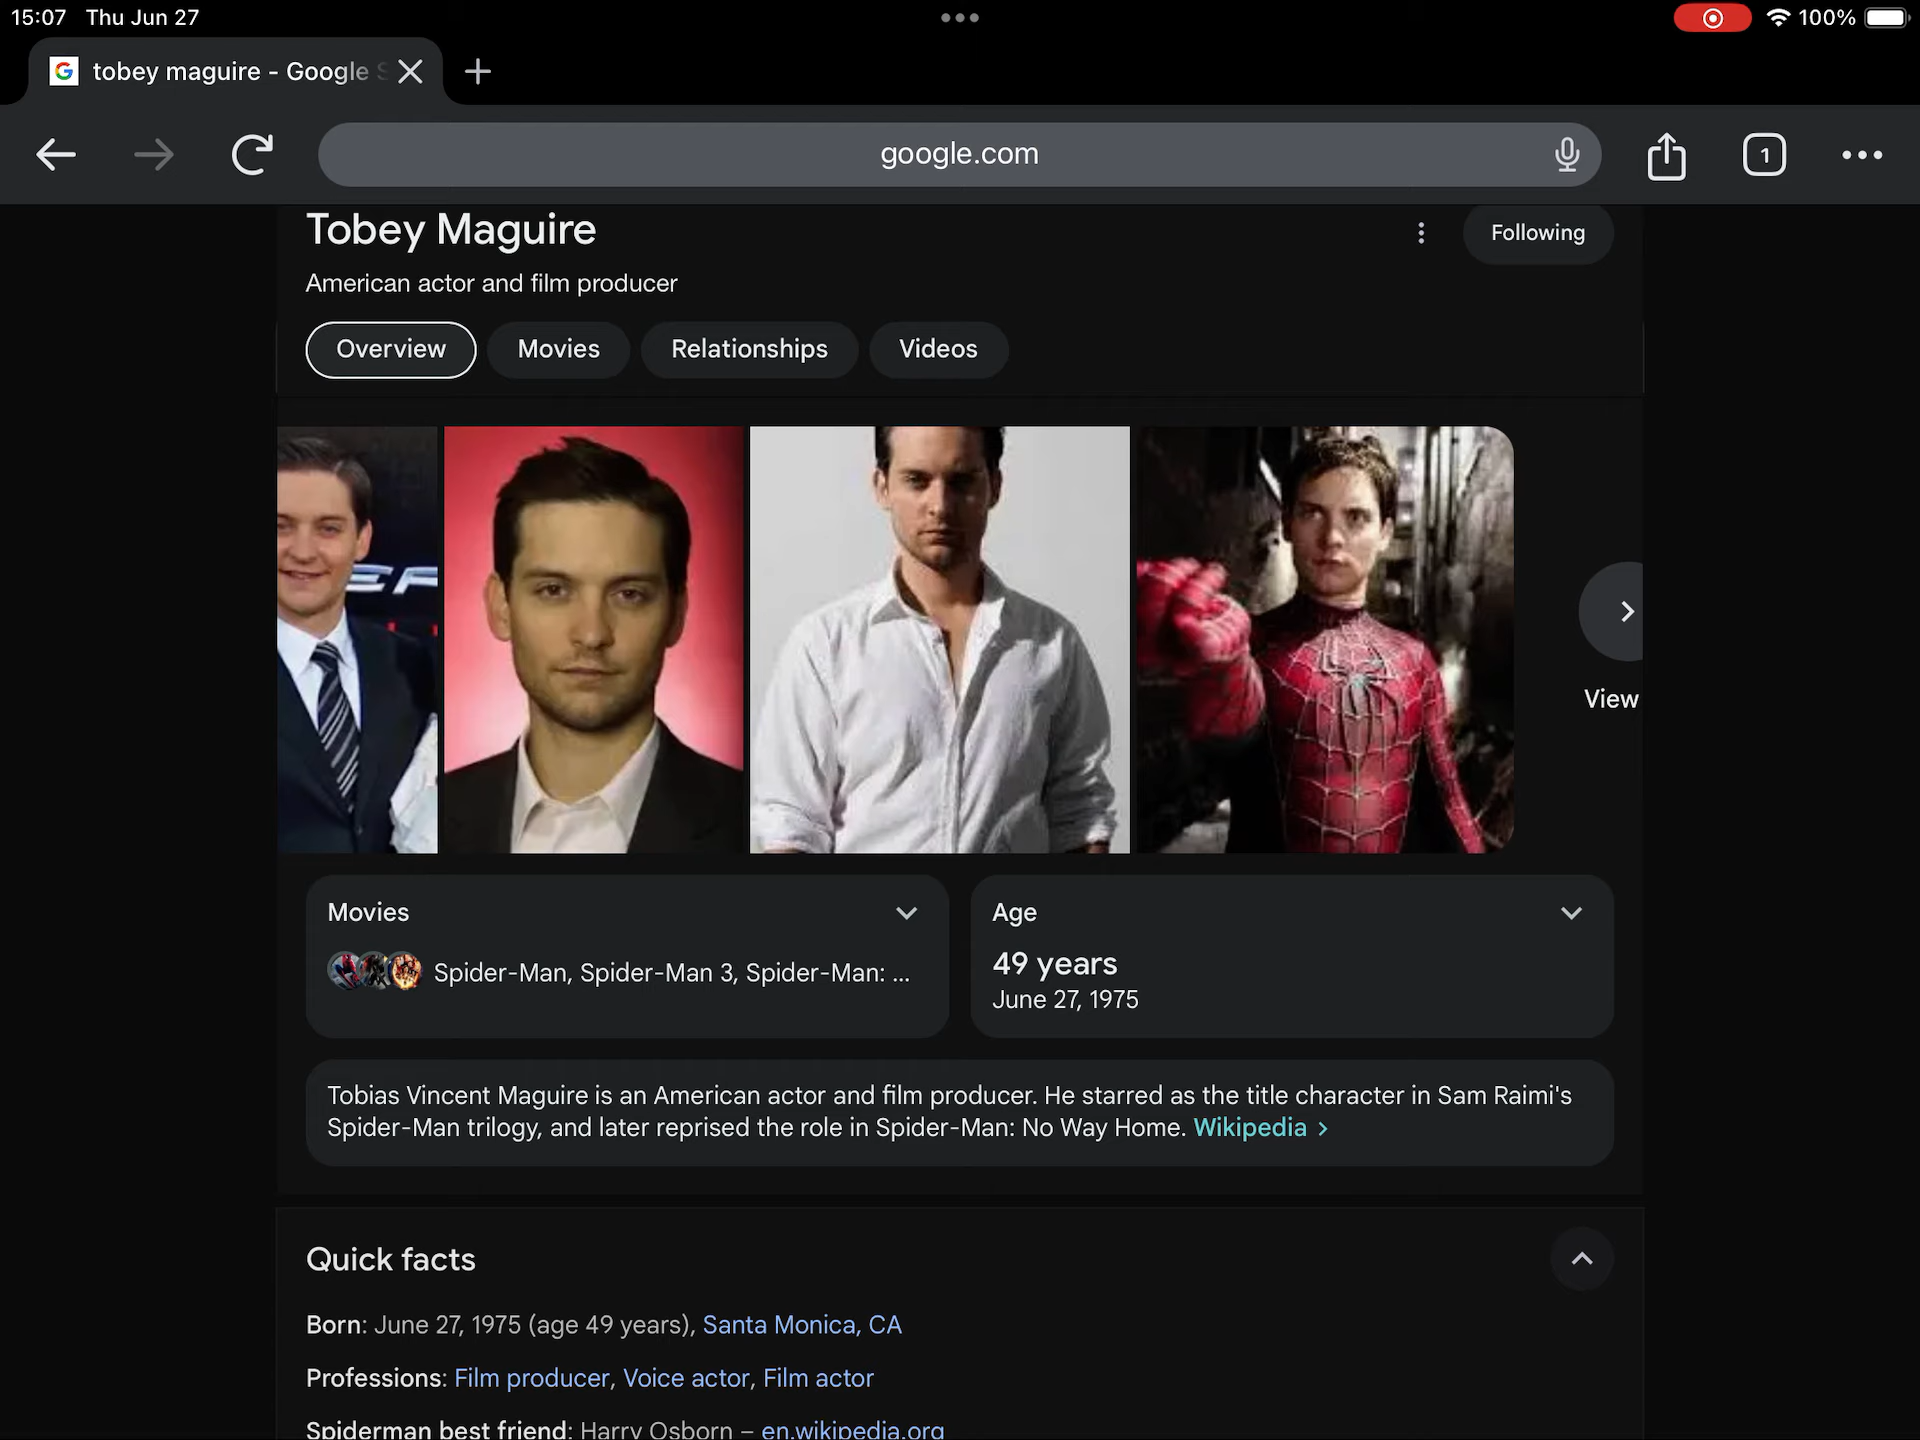 15:07 Thu Jun 27
100%
tobey maguire - Google
google.com
1
Tobey Maguire
Following
American actor and film producer
Overview
Movies
Relationships
Videos
View
Movies
Spider-Man, Spider-Man 3, Spider-Man: ...
Age
49 years
June 27, 1975
Tobias Vincent Maguire is an American actor and film producer. He starred as the title character in Sam Raimi's
Spider-Man trilogy, and later reprised the role in Spider-Man: No Way Home. Wikipedia >
Quick facts
Born: June 27, 1975 (age 49 years), Santa Monica, CA
Professions: Film producer, Voice actor, Film actor
Spiderman best friend: Harry Osborn – en.wikipedia.org